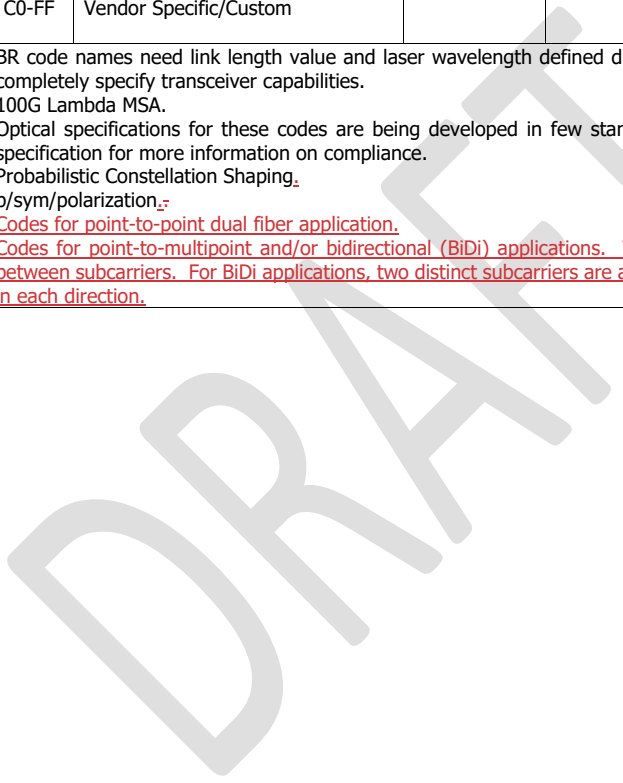 C0-FF Vendor Specific/Custom
BR code names need link length value and laser wavelength defined
completely specify transceiver capabilities.
100G Lambda MSA.
Optical specifications for these codes are being developed in few
specification for more information on compliance.
Probabilistic Constellation Shaping.
b/sym/polarization.
Codes for point-to-point dual fiber application.
Codes for point-to-multipoint and/or bidirectional (BiDi) applications.
between subcarriers. For BiDi applications, two distinct subcarriers are
in each direction.
DRAFT